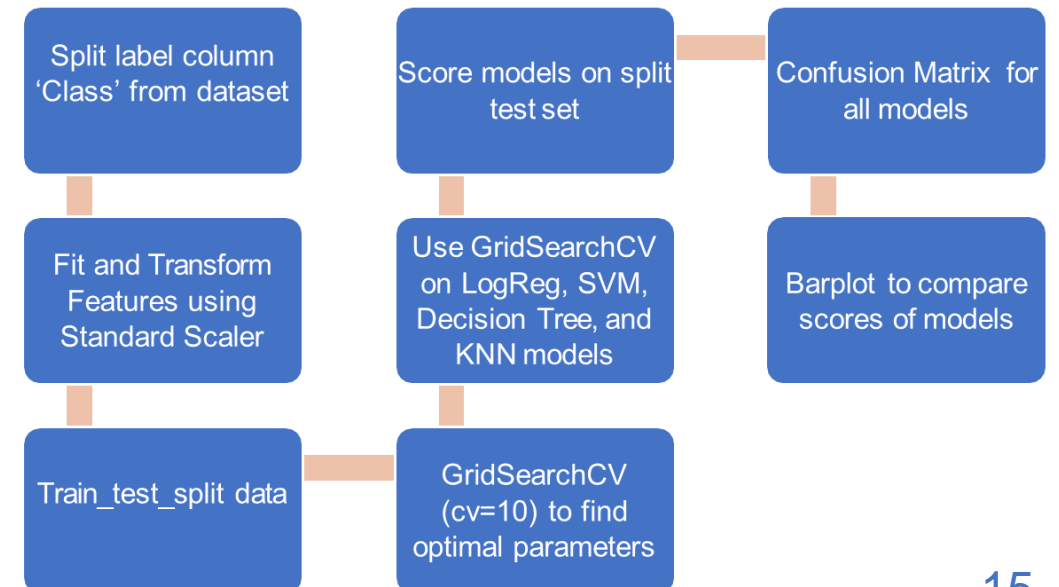 Split label column
‘Class’ from dataset
Fit and Transform
Features using
Standard Scaler
Train_test_split data
GridSearchCV
(cv=10) to find
optimal parameters
Use GridSearchCV
on LogReg, SVM,
Decision Tree, and
KNN models
Score models on split
test set
Confusion Matrix for
all models
Barplot to compare
scores of models
15